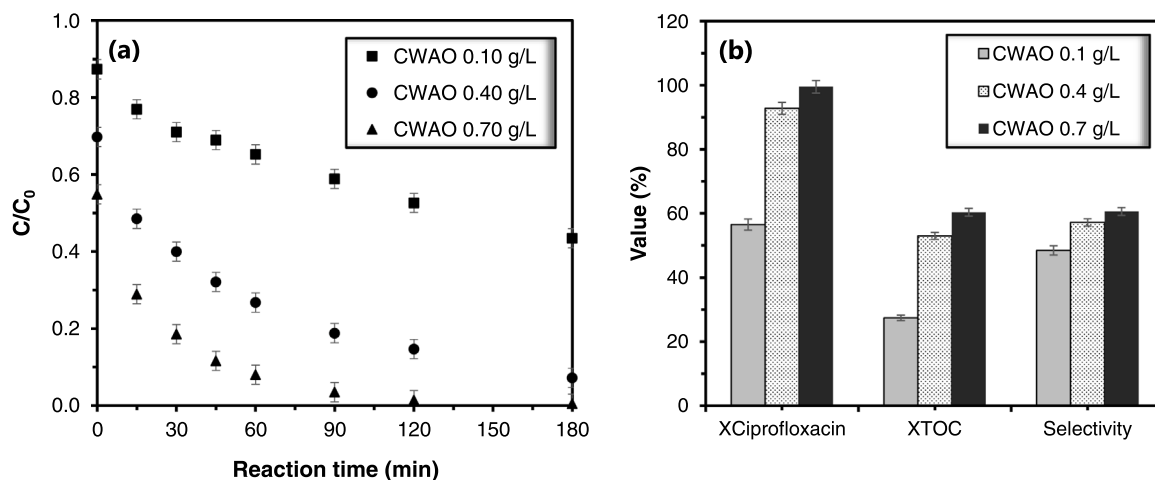 (a)
CWAO 0.10 g/L
CWAO 0.40 g/L
CWAO 0.70 g/L
C/C0
1.0
0.8
0.6
0.4
0.2
0.0
0 30 60 90 120 150 180
Reaction time (min)
(b)
CWAO 0.1 g/L
CWAO 0.4 g/L
CWAO 0.7 g/L
Value (%)
120
100
80
60
40
20
0
XCiprofloxacin XTOC Selectivity